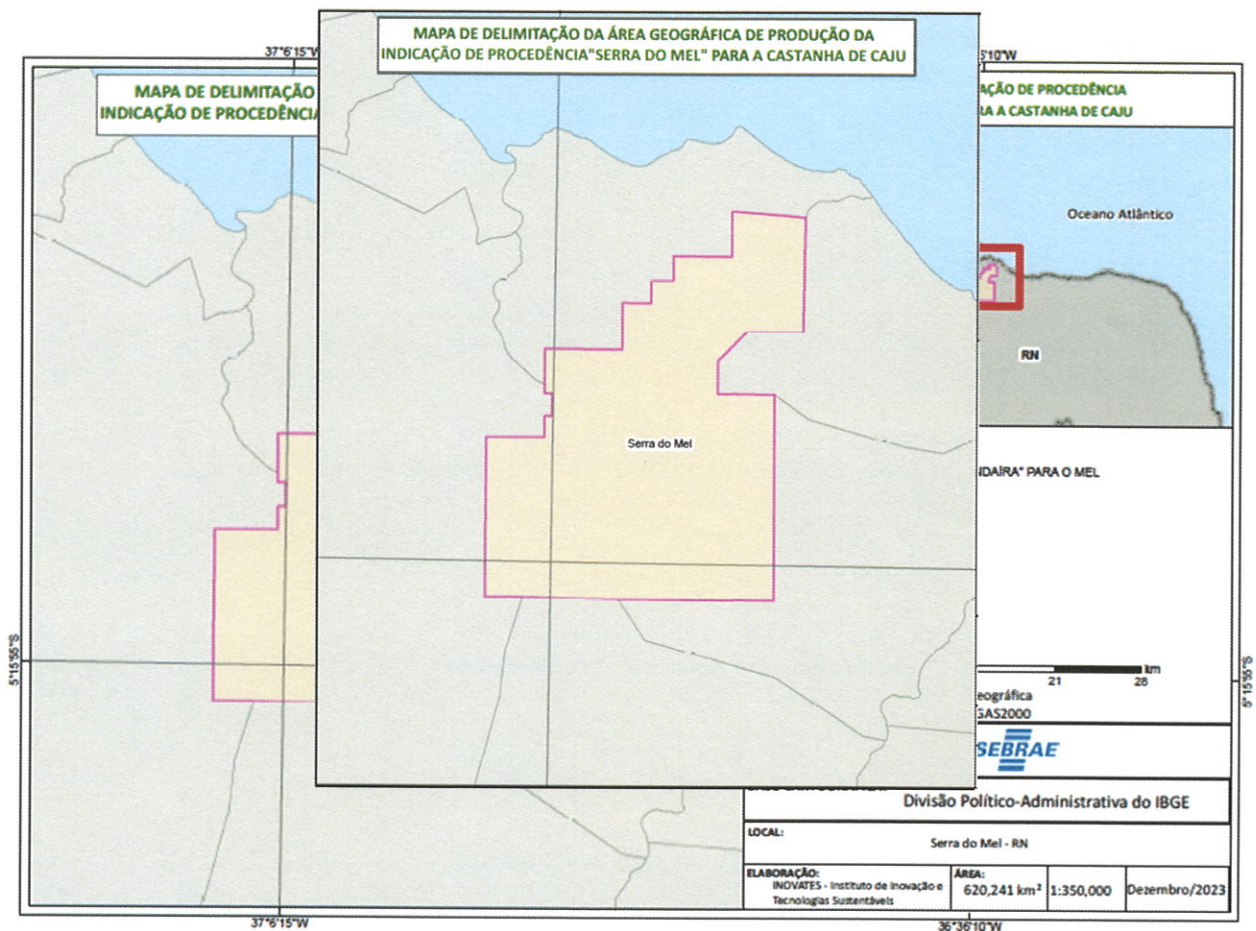 MAPA DE DELIMITAÇÃO DA ÁREA GEOGRÁFICA DE PRODUÇÃO DA
INDICAÇÃO DE PROCEDÊNCIA"SERRA DO MEL" PARA A CASTANHA DE CAJU
Serra do Mel
37°6'15"W
MAPA DE DELIMITAÇÃO
INDICAÇÃO DE PROCEDÊNCIA
5°15'55"S
37°6'15"W
AÇÃO DE PROCEDÊNCIA
A A CASTANHA DE CAJU
Oceano Atlântico
RN
NDAÍRA" PARA O MEL
21 28 km
eográfica
GAS2000
5°15'55"S
SEBRAE
Divisão Político-Administrativa do IBGE
LOCAL:
Serra do Mel - RN
ELABORAÇÃO:
INOVATES - Instituto de Inovação e
Tecnologias Sustentáveis
ÁREA:
620,241 km²
1:350,000
Dezembro/2023
36°36'10"W